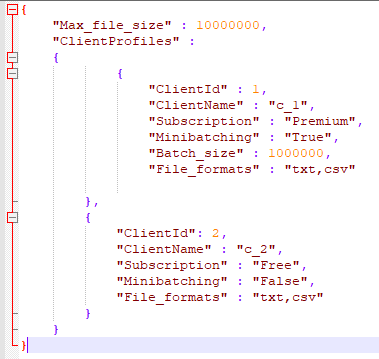 {
"Max_file_size" : 10000000,
"ClientProfiles" :
{
{
"ClientId" : 1,
"ClientName" : "c_1",
"Subscription" : "Premium",
"Minibatching" : "True",
"Batch_size" : 1000000,
"File_formats" : "txt,csv"
},
{
"ClientId": 2,
"ClientName" : "c_2",
"Subscription" : "Free",
"Minibatching" : "False",
"File_formats" : "txt,csv"
}
}
}